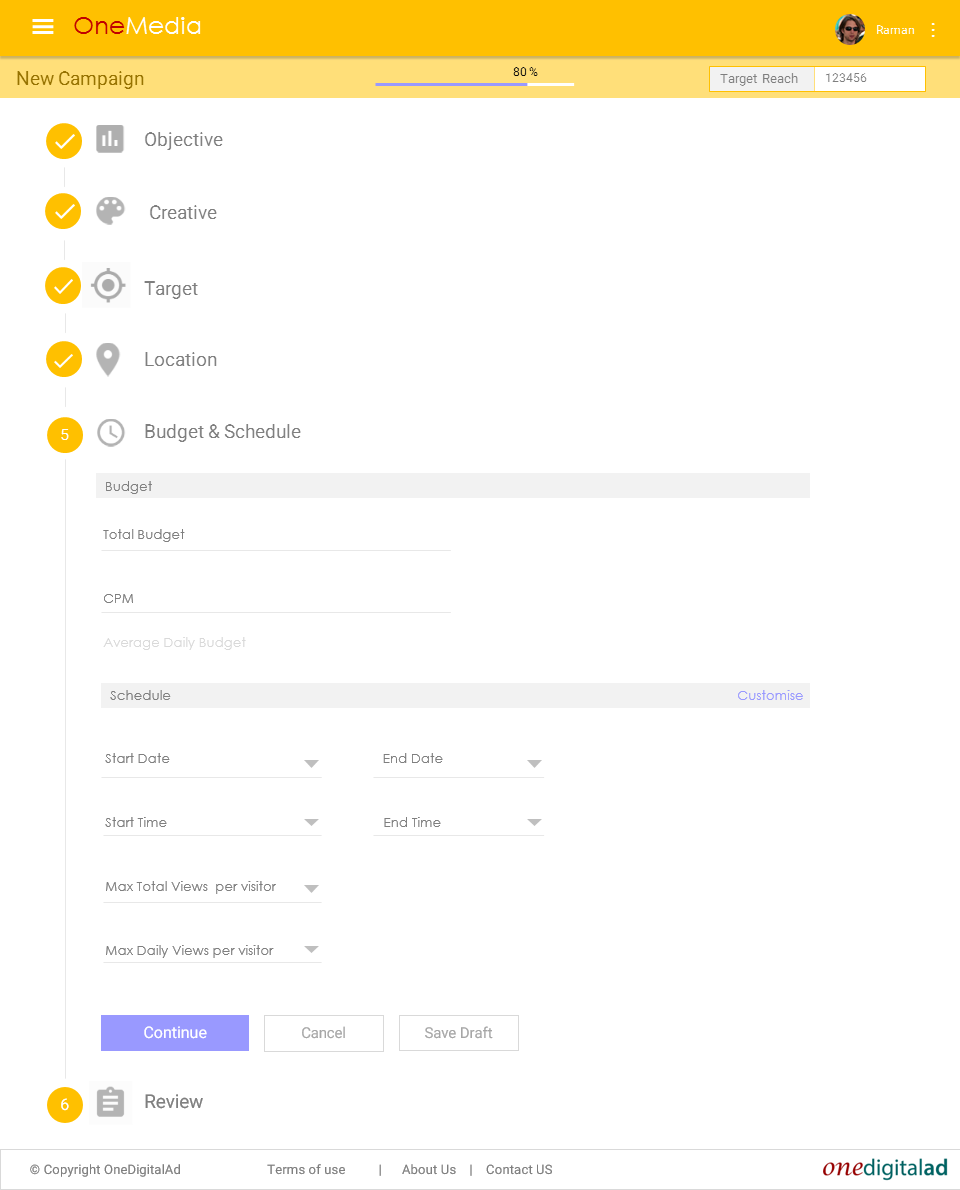 OneMedia
Raman
New Campaign
80 %
Target Reach 123456
Objective
Creative
Target
Location
5 Budget & Schedule
Budget
Total Budget
CPM
Average Daily Budget
Schedule Customise
Start Date End Date
Start Time End Time
Max Total Views per visitor
Max Daily Views per visitor
Continue Cancel Save Draft
6 Review
© Copyright OneDigitalAd Terms of use | About Us | Contact US onedigitalad